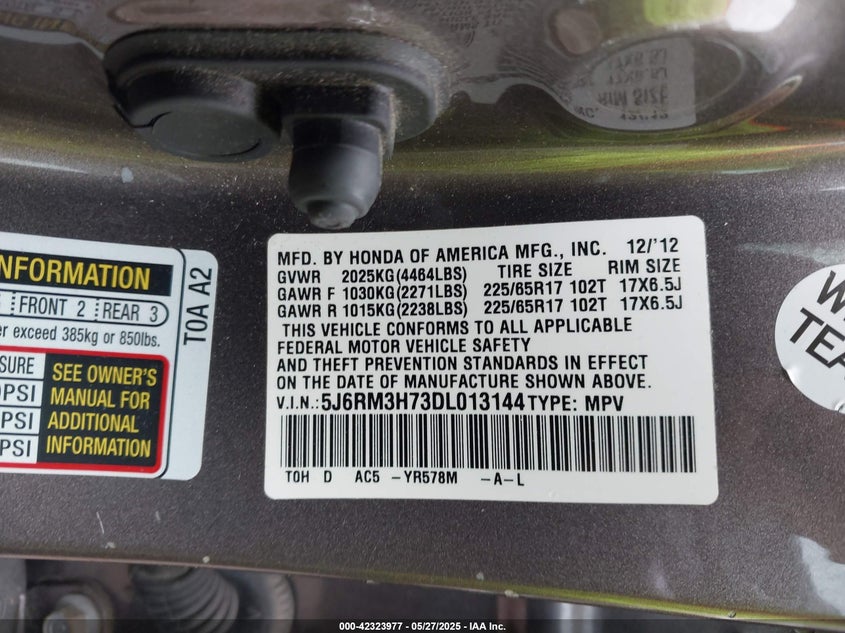 INFORMATION
FRONT 2 REAR 3
exceed 385kg or 850lbs.
PSI
PSI
PSI
SEE OWNER'S
MANUAL FOR
ADDITIONAL
INFORMATION
T0A A2
MFD. BY HONDA OF AMERICA MFG., INC. 12/'12
GVWR 2025KG(4464LBS) TIRE SIZE RIM SIZE
GAWR F 1030KG(2271LBS) 225/65R17 102T 17X6.5J
GAWR R 1015KG(2238LBS) 225/65R17 102T 17X6.5J
THIS VEHICLE CONFORMS TO ALL APPLICABLE
FEDERAL MOTOR VEHICLE SAFETY
AND THEFT PREVENTION STANDARDS IN EFFECT
ON THE DATE OF MANUFACTURE SHOWN ABOVE.
V.I.N.:5J6RM3H73DL013144 TYPE: MPV
T0H D AC5 -YR578M -A-L
000-42323977 - 05/27/2025 - IAA Inc.